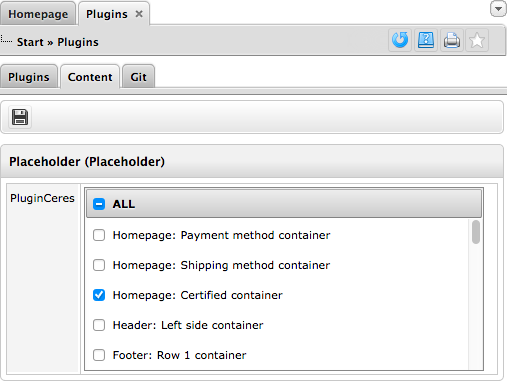 Homepage Plugins
Start » Plugins
Plugins Content Git
Placeholder (Placeholder)
PluginCeres ALL
Homepage: Payment method container
Homepage: Shipping method container
Homepage: Certified container
Header: Left side container
Footer: Row 1 container